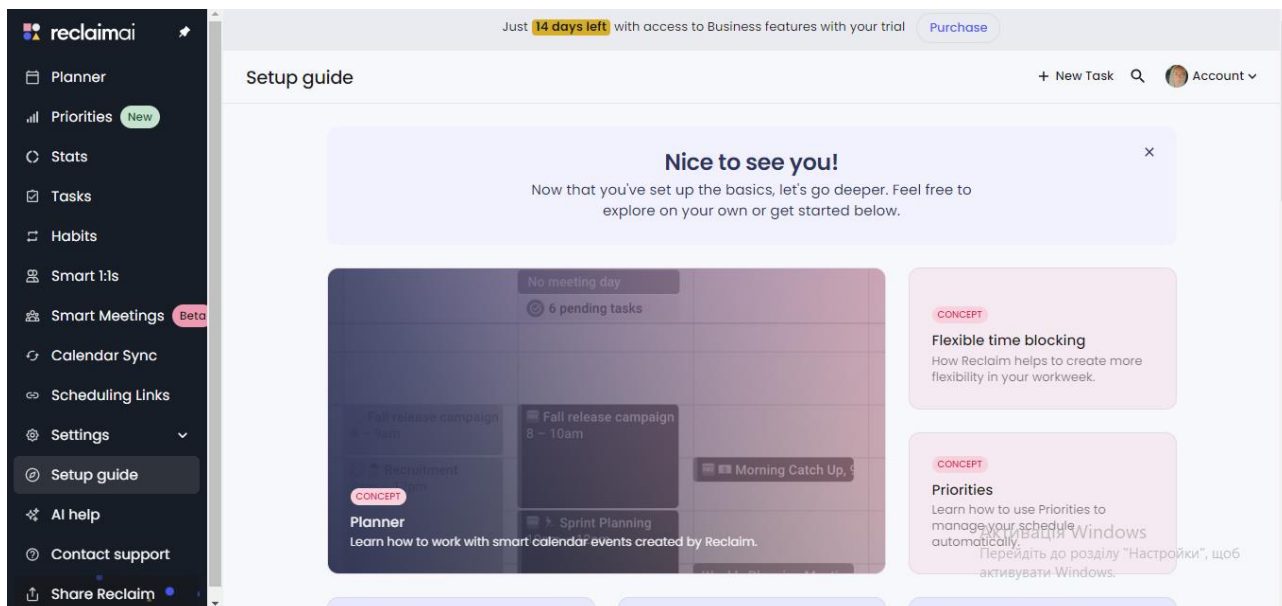 reclaimai
Planner
Priorities New
Stats
Tasks
Habits
Smart 1:1s
Smart Meetings Beta
Calendar Sync
Scheduling Links
Settings
Setup guide
AI help
Contact support
Share Reclaim
Just 14 days left with access to Business features with your trial Purchase
Setup guide
+ New Task Account
Nice to see you!
Now that you've set up the basics, let's go deeper. Feel free to
explore on your own or get started below.
No meeting day
6 pending tasks
Fall release campaign
9am
Fall release campaign
8 – 10am
Recruitment
Morning Catch Up, 9
Sprint Planning
CONCEPT
Planner
Learn how to work with smart calendar events created by Reclaim.
CONCEPT
Flexible time blocking
How Reclaim helps to create more
flexibility in your workweek.
CONCEPT
Priorities
Learn how to use Priorities to
manage your schedule
automatically.
Активація Windows
Перейдіть до розділу "Настройки", щоб
активувати Windows.